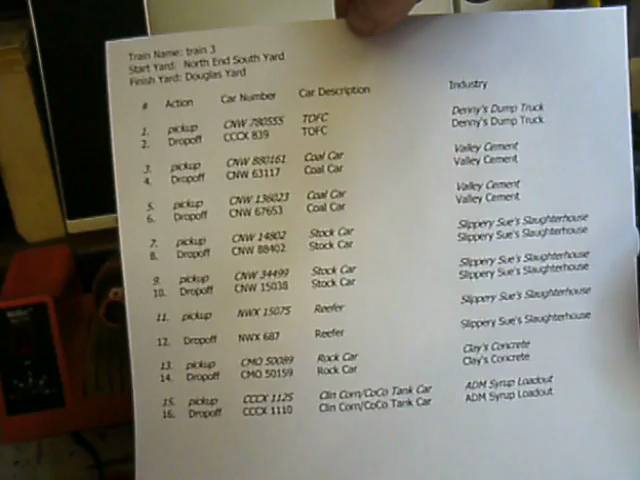 Train Name: train 3
Start Yard: North End South Yard
Finish Yard: Douglas Yard
# Action Car Number Car Description Industry
1. pickup CNW 780555 TOFC Denny's Dump Truck
2. Dropoff CCCX 839 TOFC Denny's Dump Truck
3. pickup CNW 880161 Coal Car Valley Cement
4. Dropoff CNW 63117 Coal Car Valley Cement
5. pickup CNW 136023 Coal Car Valley Cement
6. Dropoff CNW 67653 Coal Car Valley Cement
7. pickup CNW 14802 Stock Car Slippery Sue's Slaughterhouse
8. Dropoff CNW 88402 Stock Car Slippery Sue's Slaughterhouse
9. pickup CNW 34499 Stock Car Slippery Sue's Slaughterhouse
10. Dropoff CNW 15038 Stock Car Slippery Sue's Slaughterhouse
11. pickup NWX 15075 Reefer Slippery Sue's Slaughterhouse
12. Dropoff NWX 687 Reefer Slippery Sue's Slaughterhouse
13. pickup CMO 50089 Rock Car Clay's Concrete
14. Dropoff CMO 50159 Rock Car Clay's Concrete
15. pickup CCCX 1125 Clin Corn/CoCo Tank Car ADM Syrup Loadout
16. Dropoff CCCX 1110 Clin Corn/CoCo Tank Car ADM Syrup Loadout